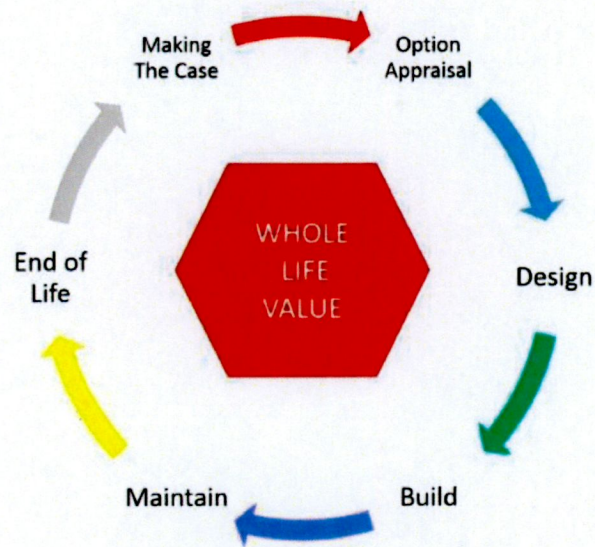 Making
The Case
Option
Appraisal
Design
Build
Maintain
End of
Life
WHOLE
LIFE
VALUE